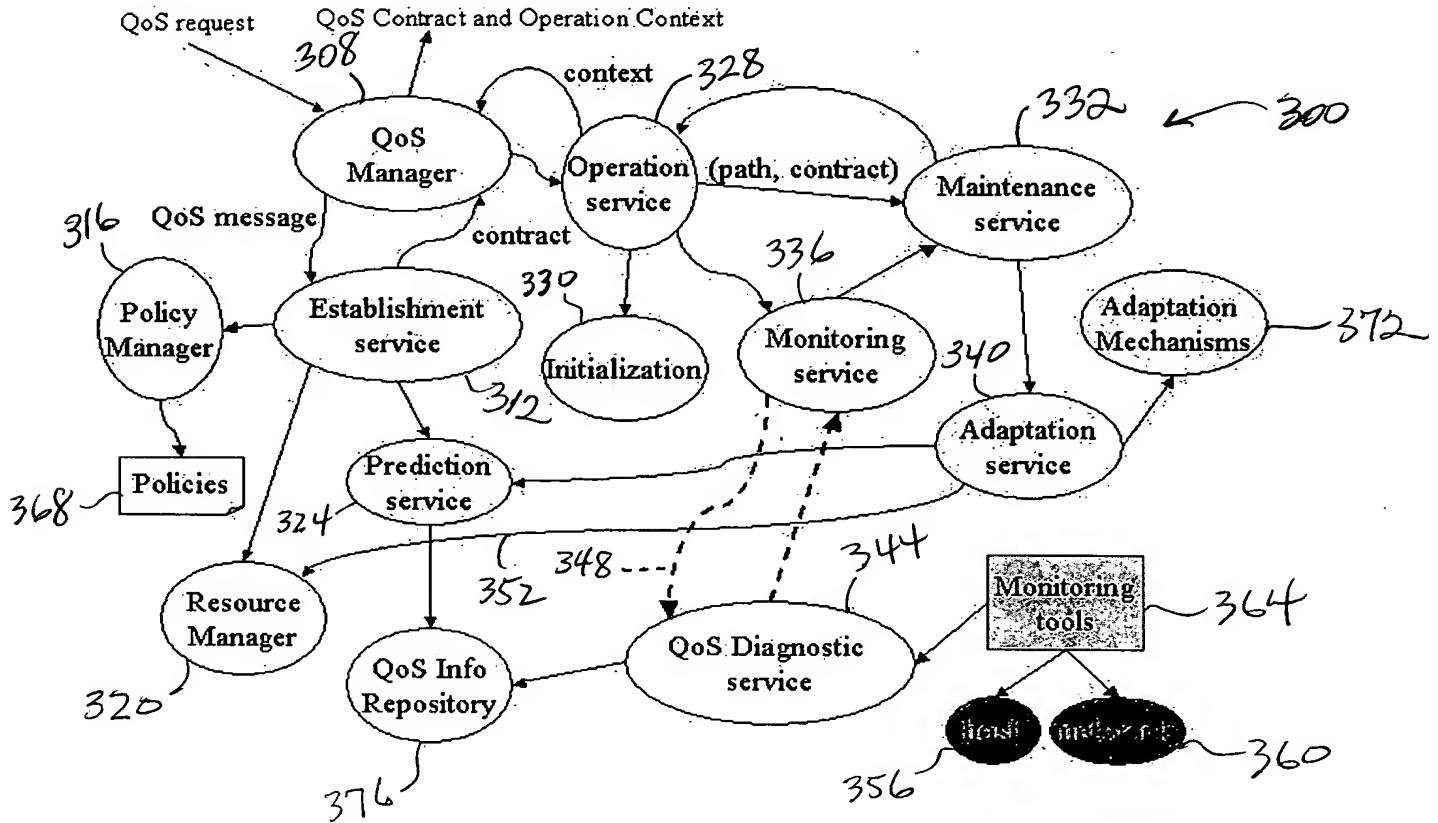 QoS request
QoS Contract and Operation Context
308
context
328
332
300
QoS
Manager
Operation
service
(path, contract)
Maintenance
service
316
QoS message
contract
336
330
Policy
Manager
Establishment
service
Initialization
Monitoring
service
Adaptation
Mechanisms
372
340
312
Adaptation
service
Policies
368
Prediction
service
324
348
352
344
Resource
Manager
320
QoS Info
Repository
376
QoS Diagnostic
service
Monitoring
tools
364
host
network
356
360